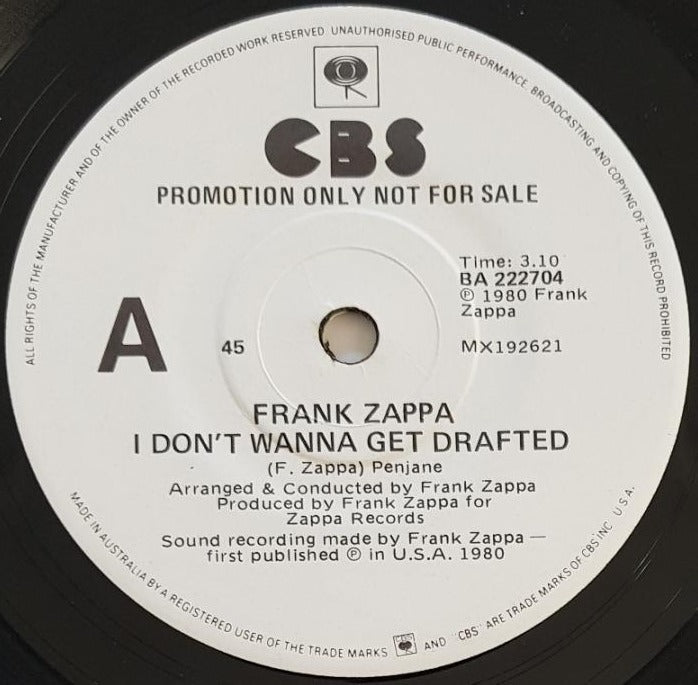 ALL RIGHTS OF THE MANUFACTURER AND OF THE OWNER OF THE RECORDED WORK RESERVED UNAUTHORISED PUBLIC PERFORMANCE BROADCASTING AND COPYING OF THIS RECORD PROHIBITED
CBS
PROMOTION ONLY NOT FOR SALE
Time: 3.10
BA 222704
℗ 1980 Frank
Zappa
A
45
MX192621
FRANK ZAPPA
I DON'T WANNA GET DRAFTED
(F. Zappa) Penjane
Arranged & Conducted by Frank Zappa
Produced by Frank Zappa for
Zappa Records
Sound recording made by Frank Zappa —
first published ℗ in U.S.A. 1980
MADE IN AUSTRALIA BY A REGISTERED USER OF THE TRADE MARKS CBS AND "CBS" ARE TRADE MARKS OF CBS INC U.S.A.